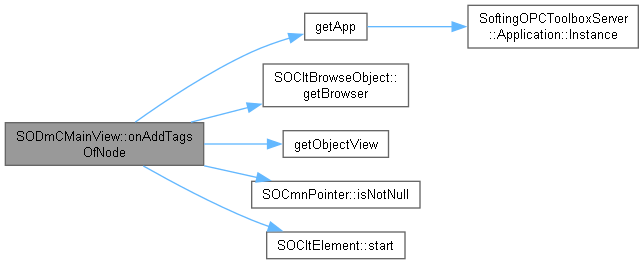 getApp
SoftingOPCToolboxServer
::Application::Instance
SOCltBrowseObject::
getBrowser
SODmCMainView::onAddTags
OfNode
getObjectView
SOCmnPointer::isNotNull
SOCltElement::start